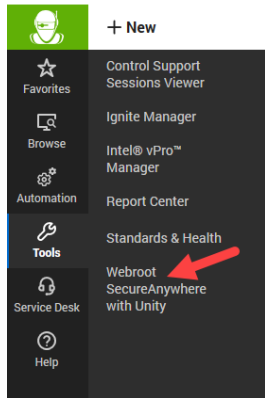 + New
Favorites
Browse
Automation
Tools
Service Desk
Help
Control Support
Sessions Viewer
Ignite Manager
Intel® vPro™
Manager
Report Center
Standards & Health
Webroot
SecureAnywhere
with Unity